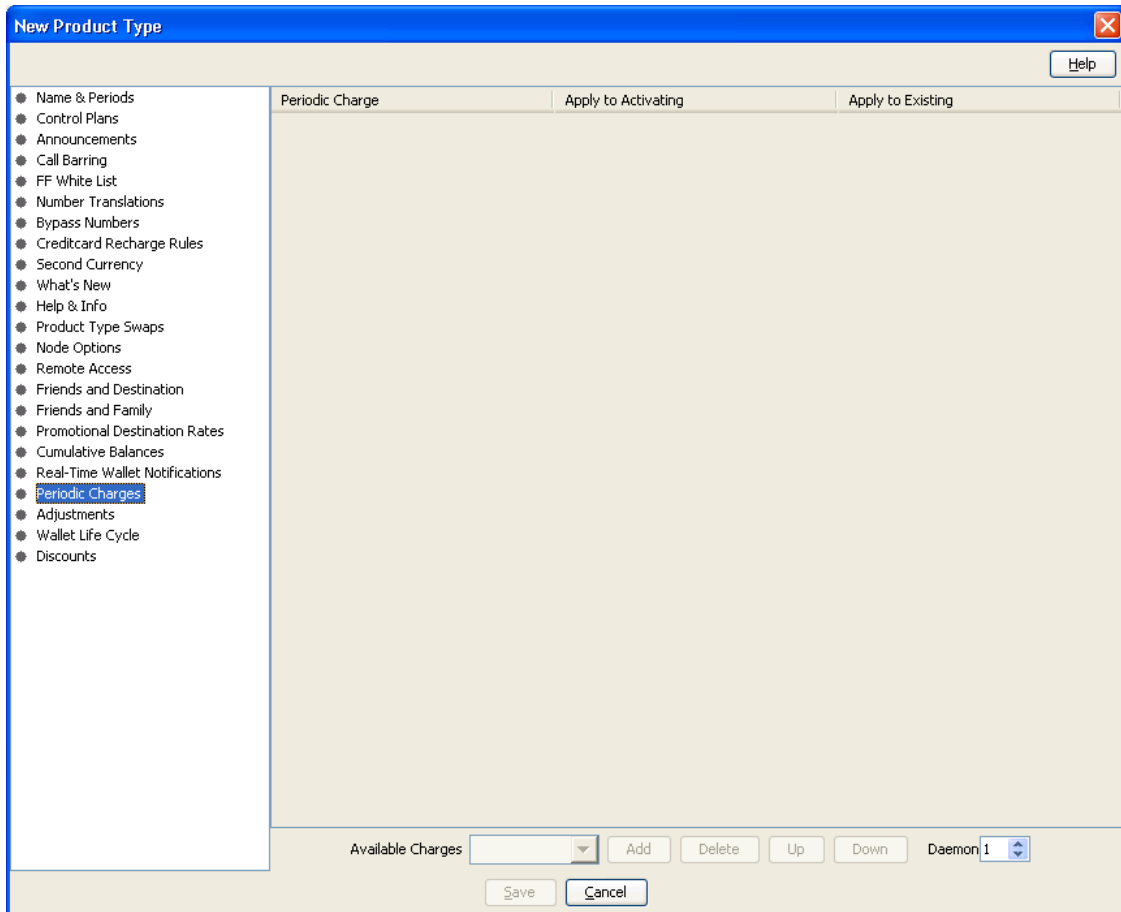 New Product Type
Help
Name & Periods
Control Plans
Announcements
Call Barring
FF White List
Number Translations
Bypass Numbers
Creditcard Recharge Rules
Second Currency
What's New
Help & Info
Product Type Swaps
Node Options
Remote Access
Friends and Destination
Friends and Family
Promotional Destination Rates
Cumulative Balances
Real-Time Wallet Notifications
Periodic Charges
Adjustments
Wallet Life Cycle
Discounts
Periodic Charge Apply to Activating Apply to Existing
Available Charges Add Delete Up Down Daemon 1
Save Cancel